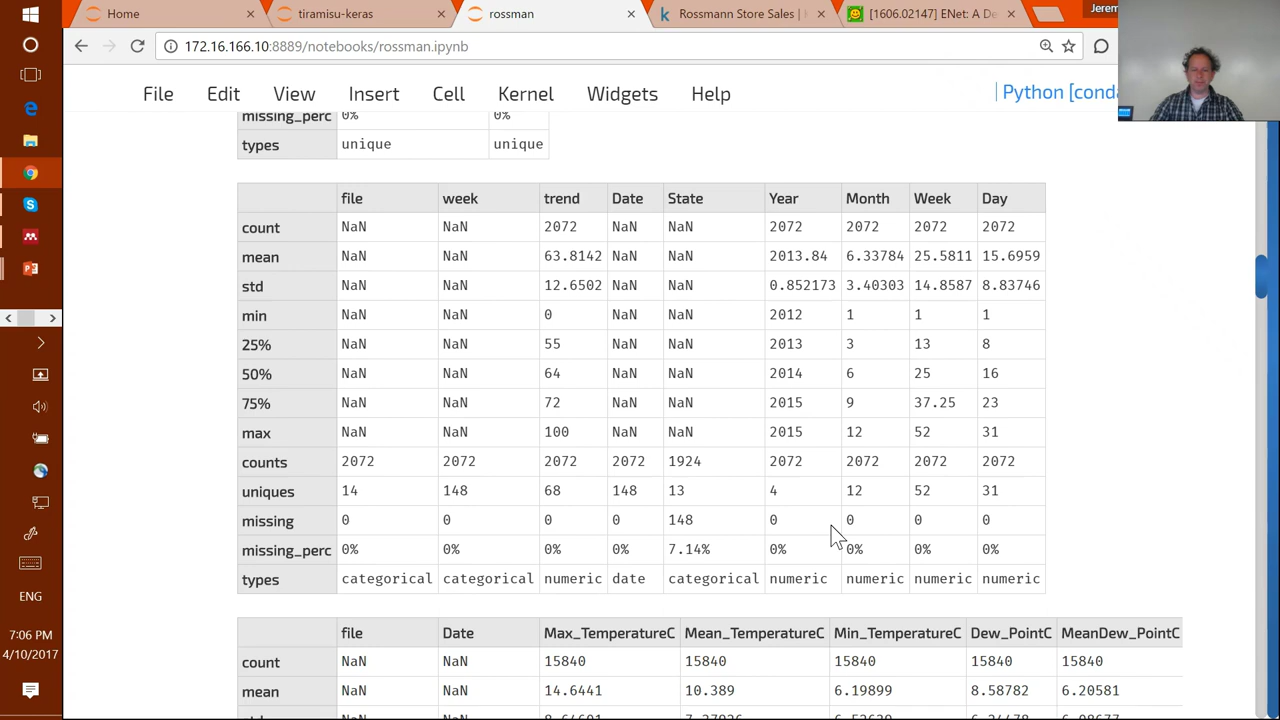 Home
tiramisu-keras
rossman
Rossmann Store Sales |
[1606.02147] ENet: A De
Jerem
172.16.166.10:8889/notebooks/rossman.ipynb
File Edit View Insert Cell Kernel Widgets Help
Python [conda
missing_perc 0% 0%
types unique unique
file week trend Date State Year Month Week Day
count NaN NaN 2072 NaN NaN 2072 2072 2072 2072
mean NaN NaN 63.8142 NaN NaN 2013.84 6.33784 25.5811 15.6959
std NaN NaN 12.6502 NaN NaN 0.852173 3.40303 14.8587 8.83746
min NaN NaN 0 NaN NaN 2012 1 1 1
25% NaN NaN 55 NaN NaN 2013 3 13 8
50% NaN NaN 64 NaN NaN 2014 6 25 16
75% NaN NaN 72 NaN NaN 2015 9 37.25 23
max NaN NaN 100 NaN NaN 2015 12 52 31
counts 2072 2072 2072 2072 1924 2072 2072 2072 2072
uniques 14 148 68 148 13 4 12 52 31
missing 0 0 0 0 148 0 0 0 0
missing_perc 0% 0% 0% 0% 7.14% 0% 0% 0% 0%
types categorical categorical numeric date categorical numeric numeric numeric numeric
file Date Max_TemperatureC Mean_TemperatureC Min_TemperatureC Dew_PointC MeanDew_PointC
count NaN NaN 15840 15840 15840 15840 15840
mean NaN NaN 14.6441 10.389 6.19899 8.58782 6.20581
ENG
7:06 PM
4/10/2017